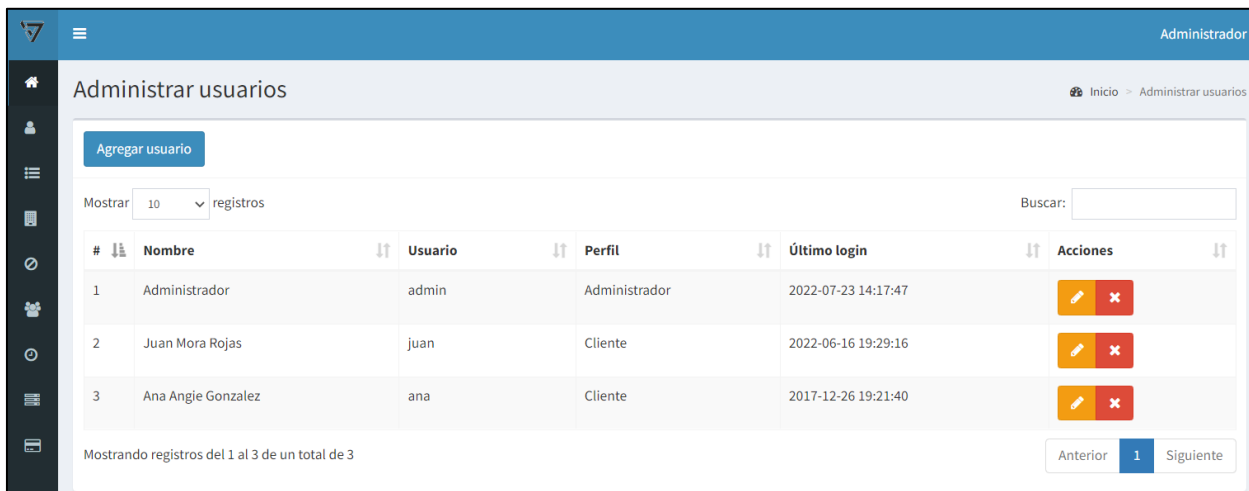 Administrador
Administrar usuarios
Inicio > Administrar usuarios
Agregar usuario
Mostrar 10 registros
Buscar:
# Nombre Usuario Perfil Último login Acciones
1 Administrador admin Administrador 2022-07-23 14:17:47
2 Juan Mora Rojas juan Cliente 2022-06-16 19:29:16
3 Ana Angie Gonzalez ana Cliente 2017-12-26 19:21:40
Mostrando registros del 1 al 3 de un total de 3
Anterior 1 Siguiente